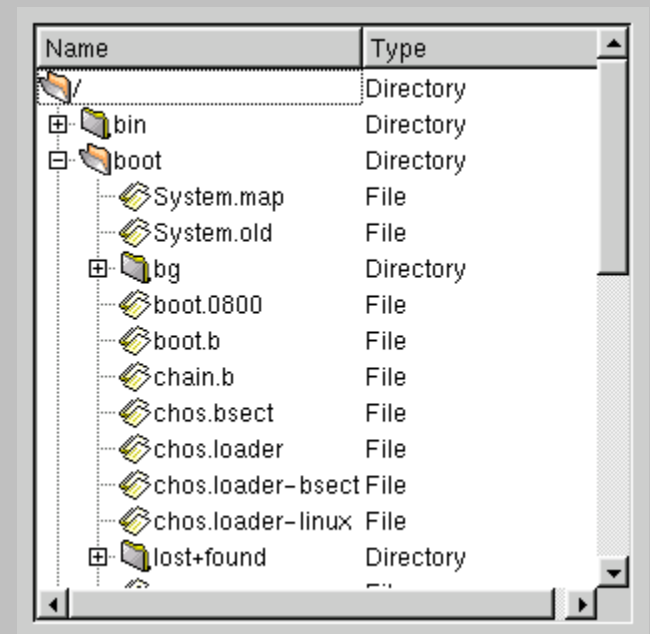 Name Type
/ Directory
bin Directory
boot Directory
System.map File
System.old File
bg Directory
boot.0800 File
boot.b File
chain.b File
chos.bsect File
chos.loader File
chos.loader-bsect File
chos.loader-linux File
lost+found Directory